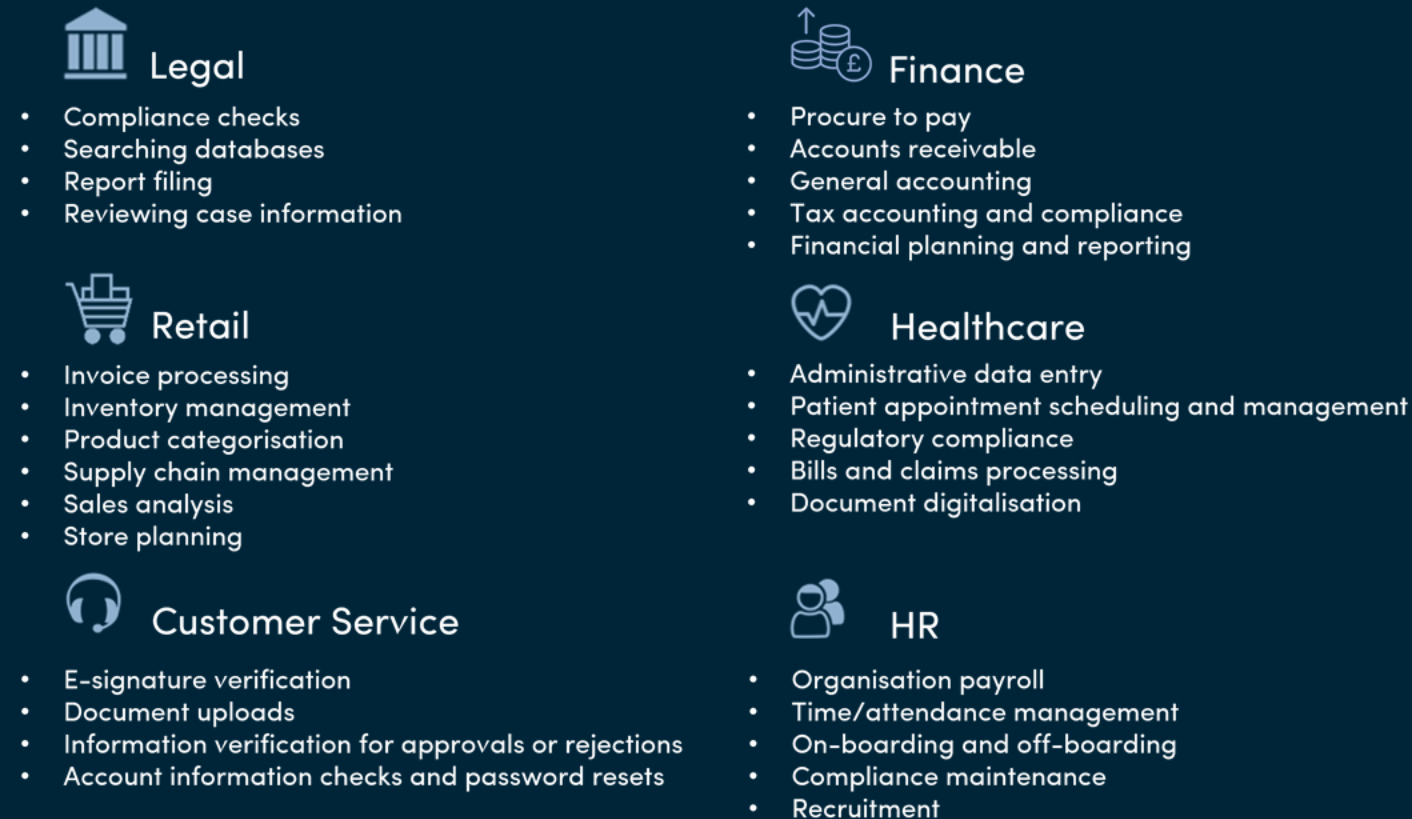 Legal
• Compliance checks
• Searching databases
• Report filing
• Reviewing case information
£
Finance
• Procure to pay
• Accounts receivable
• General accounting
• Tax accounting and compliance
• Financial planning and reporting
Retail
• Invoice processing
• Inventory management
• Product categorisation
• Supply chain management
• Sales analysis
• Store planning
Healthcare
• Administrative data entry
• Patient appointment scheduling and management
• Regulatory compliance
• Bills and claims processing
• Document digitalisation
Customer Service
• E-signature verification
• Document uploads
• Information verification for approvals or rejections
• Account information checks and password resets
HR
• Organisation payroll
• Time/attendance management
• On-boarding and off-boarding
• Compliance maintenance
• Recruitment